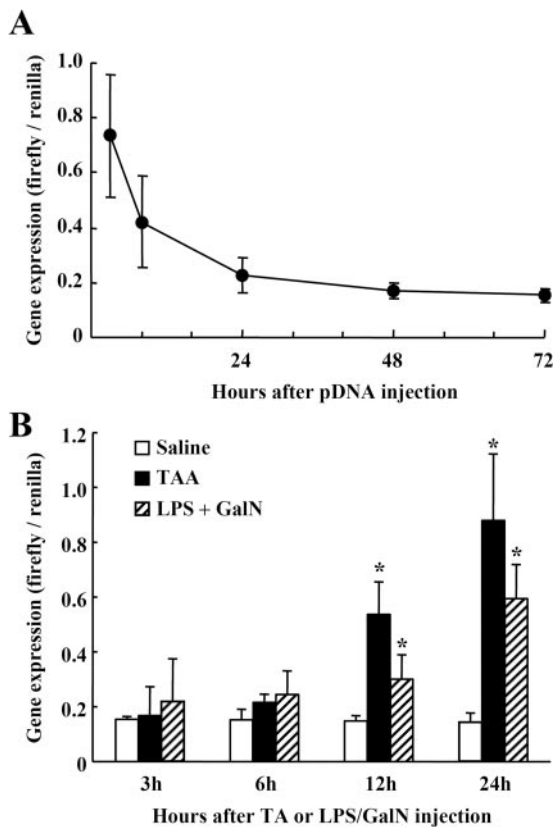 A
Gene expression (firefly / renilla)
1.0
0.8
0.6
0.4
0.2
0
24
48
72
Hours after pDNA injection
B
Gene expression (firefly / renilla)
1.2
1.0
0.8
0.6
0.4
0.2
0
Saline
TAA
LPS + GalN
*
*
*
*
3h
6h
12h
24h
Hours after TA or LPS/GalN injection